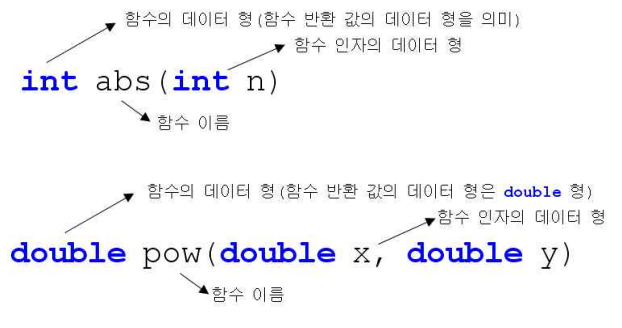 함수의 데이터 형(함수 반환 값의 데이터 형을 의미)
함수 인자의 데이터 형
int abs(int n)
함수 이름
함수의 데이터 형(함수 반환 값의 데이터 형은 double 형)
함수 인자의 데이터 형
double pow(double x, double y)
함수 이름